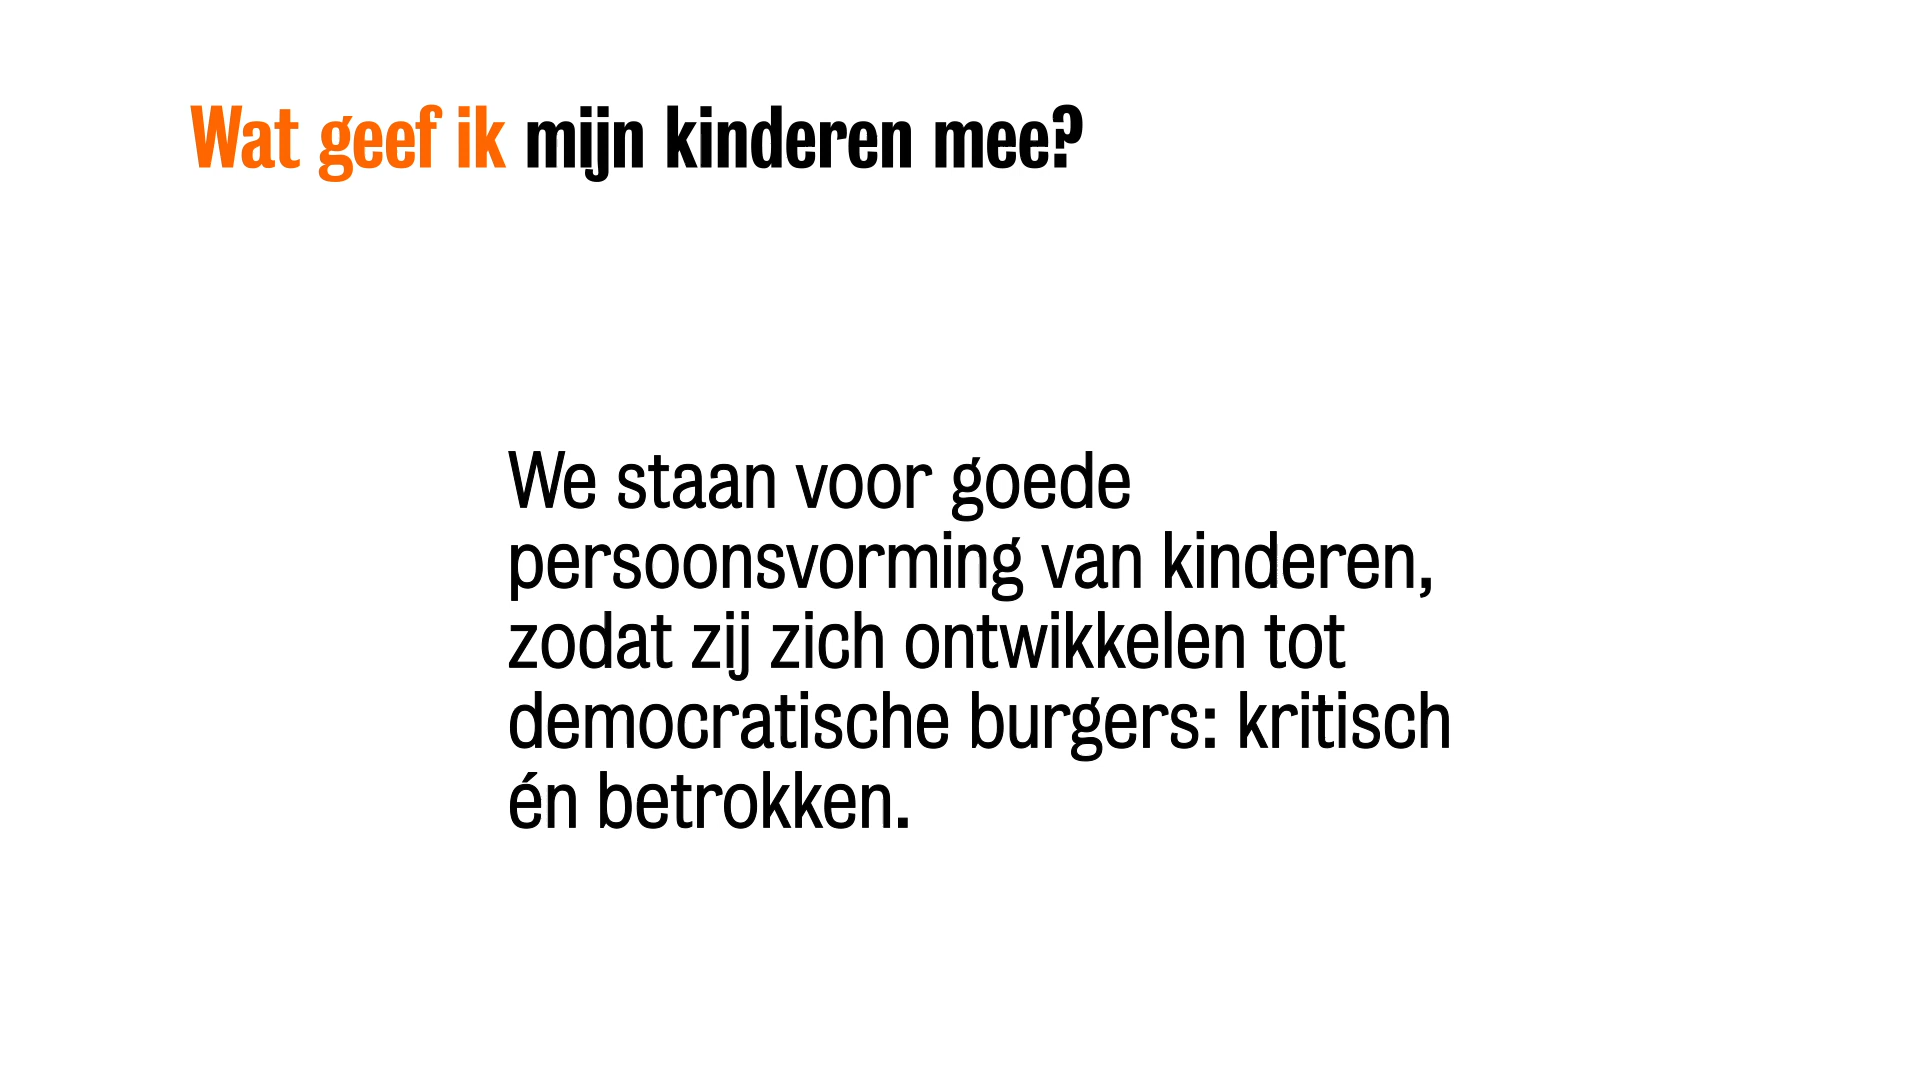 Wat geef ik mijn kinderen mee?
We staan voor goede
persoonsvorming van kinderen,
zodat zij zich ontwikkelen tot
democratische burgers: kritisch
én betrokken.